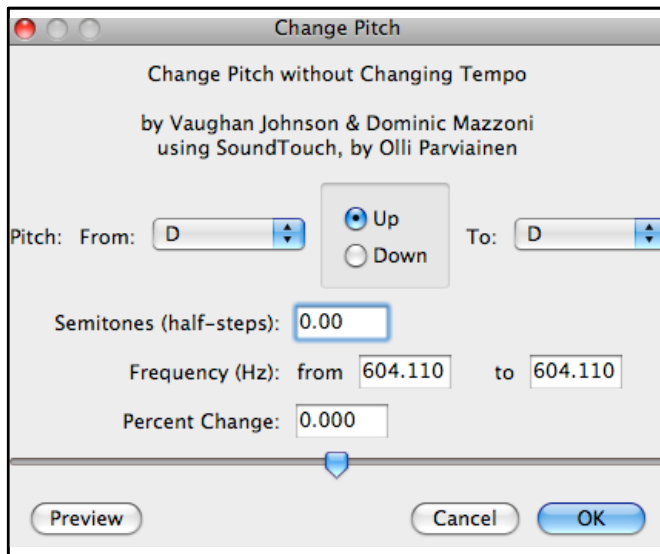 Change Pitch
Change Pitch without Changing Tempo
by Vaughan Johnson & Dominic Mazzoni
using SoundTouch, by Olli Parviainen
Pitch: From: D Up To: D
Down
Semitones (half-steps): 0.00
Frequency (Hz): from 604.110 to 604.110
Percent Change: 0.000
Preview Cancel OK